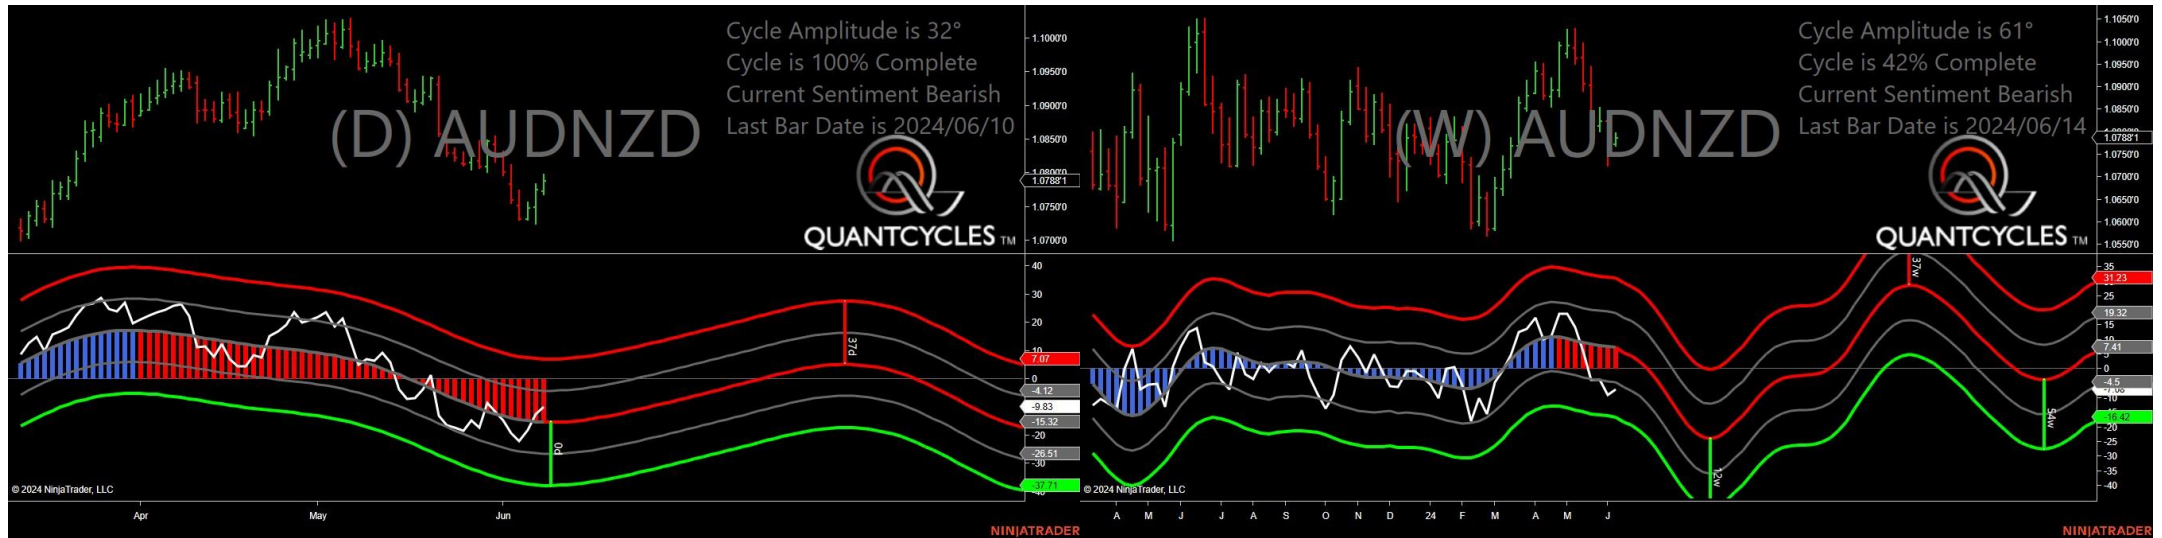 Cycle Amplitude is 32°
Cycle is 100% Complete
Current Sentiment Bearish
Last Bar Date is 2024/06/10
(D) AUDNZD
QUANTCYCLES TM
1.1000'0
1.0950'0
1.0900'0
1.0850'0
1.0800'0
1.0788'1
1.0750'0
1.0700'0
40
30
20
10
7.07
0
-4.12
-9.83
-15.32
-20
-26.51
-30
-37.71
-40
37d
0d
© 2024 NinjaTrader, LLC
Apr May Jun
NINJATRADER
Cycle Amplitude is 61°
Cycle is 42% Complete
Current Sentiment Bearish
Last Bar Date is 2024/06/14
(W) AUDNZD
QUANTCYCLES TM
1.1050'0
1.1000'0
1.0950'0
1.0900'0
1.0850'0
1.0788'1
1.0750'0
1.0700'0
1.0650'0
1.0600'0
1.0550'0
35
31.23
25
19.32
15
7.41
0
-4.5
-10
-16.42
-20
-25
-30
-35
-40
37w
12w
54w
© 2024 NinjaTrader, LLC
A M J J A S O N D 24 F M A M J
NINJATRADER